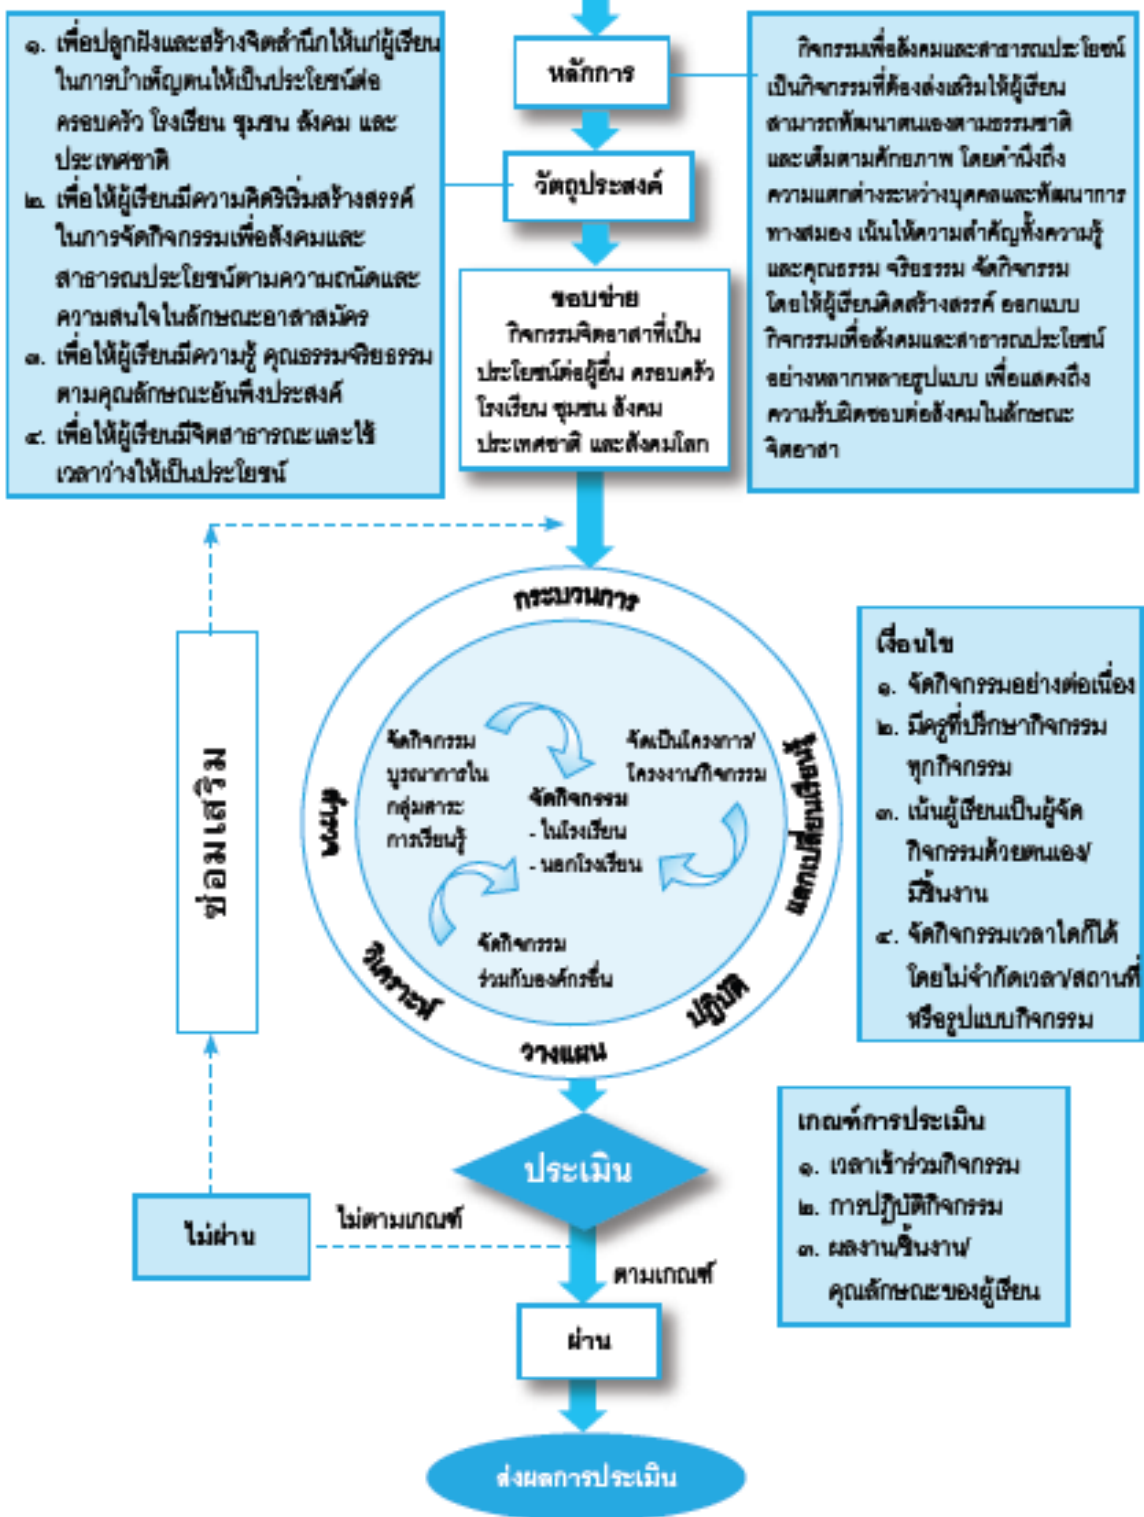 ๑. เพื่อปลูกฝังและสร้างจิตสำนึกให้แก่ผู้เรียน
ในการบำเพ็ญตนให้เป็นประโยชน์ต่อ
ครอบครัว โรงเรียน ชุมชน สังคม และ
ประเทศชาติ
๒. เพื่อให้ผู้เรียนมีความคิดริเริ่มสร้างสรรค์
ในการจัดกิจกรรมเพื่อสังคมและ
สาธารณประโยชน์ตามความถนัดและ
ความสนใจในลักษณะอาสาสมัคร
๓. เพื่อให้ผู้เรียนมีความรู้ คุณธรรมจริยธรรม
ตามคุณลักษณะอันพึงประสงค์
๔. เพื่อให้ผู้เรียนมีจิตสาธารณะและใช้
เวลาว่างให้เป็นประโยชน์
หลักการ
วัตถุประสงค์
ขอบข่าย
กิจกรรมจิตอาสาที่เป็น
ประโยชน์ต่อผู้อื่น ครอบครัว
โรงเรียน ชุมชน สังคม
ประเทศชาติ และสังคมโลก
กิจกรรมเพื่อสังคมและสาธารณประโยชน์
เป็นกิจกรรมที่ต้องส่งเสริมให้ผู้เรียน
สามารถพัฒนาตนเองตามธรรมชาติ
และเต็มตามศักยภาพ โดยคำนึงถึง
ความแตกต่างระหว่างบุคคลและพัฒนาการ
ทางสมอง เน้นให้ความสำคัญทั้งความรู้
และคุณธรรม จริยธรรม จัดกิจกรรม
โดยให้ผู้เรียนคิดสร้างสรรค์ ออกแบบ
กิจกรรมเพื่อสังคมและสาธารณประโยชน์
อย่างหลากหลายรูปแบบ เพื่อแสดงถึง
ความรับผิดชอบต่อสังคมในลักษณะ
จิตอาสา
กระบวนการ
ศึกษา
วิเคราะห์
วางแผน
ปฏิบัติ
แลกเปลี่ยนเรียนรู้
จัดกิจกรรม
บูรณาการใน
กลุ่มสาระ
การเรียนรู้
จัดเป็นโครงการ/
โครงงาน/กิจกรรม
จัดกิจกรรม
- ในโรงเรียน
- นอกโรงเรียน
จัดกิจกรรม
ร่วมกับองค์กรอื่น
ซ่อมเสริม
เงื่อนไข
๑. จัดกิจกรรมอย่างต่อเนื่อง
๒. มีครูที่ปรึกษากิจกรรม
ทุกกิจกรรม
๓. เน้นผู้เรียนเป็นผู้จัด
กิจกรรมด้วยตนเอง/
มีชิ้นงาน
๔. จัดกิจกรรมเวลาใดก็ได้
โดยไม่จำกัดเวลา/สถานที่
หรือรูปแบบกิจกรรม
ประเมิน
ไม่ผ่าน
ไม่ตามเกณฑ์
ตามเกณฑ์
ผ่าน
ส่งผลการประเมิน
เกณฑ์การประเมิน
๑. เวลาเข้าร่วมกิจกรรม
๒. การปฏิบัติกิจกรรม
๓. ผลงาน/ชิ้นงาน/
คุณลักษณะของผู้เรียน